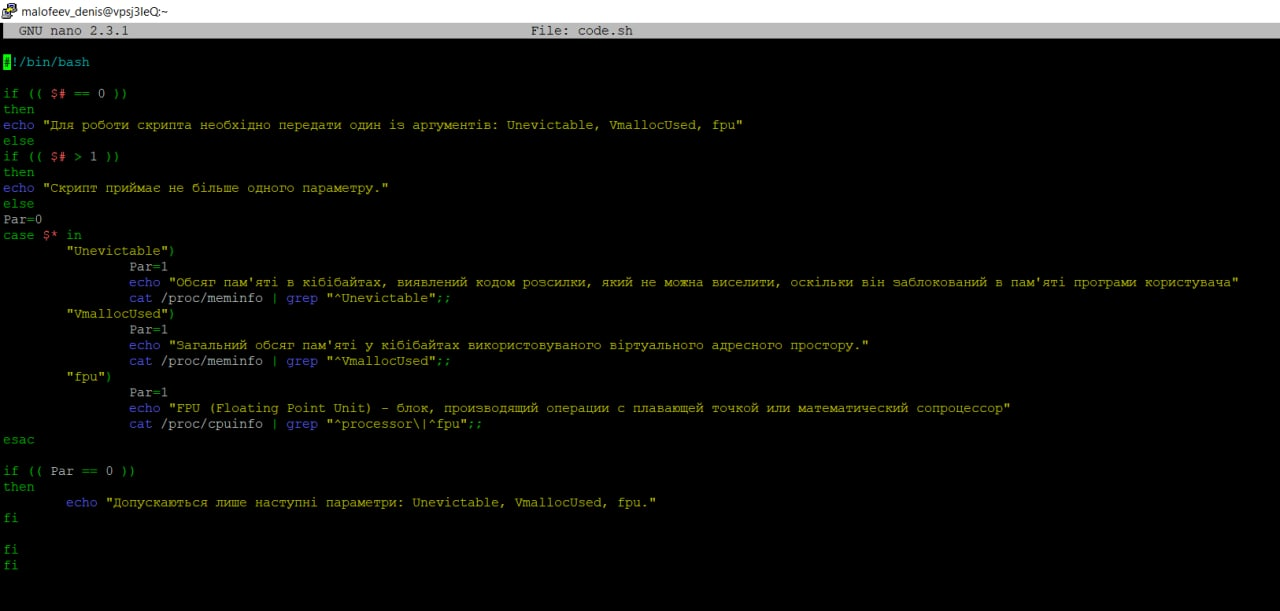 malofeev_denis@vpsj3IeQ:~
GNU nano 2.3.1 File: code.sh
#!/bin/bash
if (( $# == 0 ))
then
echo "Для роботи скрипта необхідно передати один із аргументів: Unevictable, VmallocUsed, fpu"
else
if (( $# > 1 ))
then
echo "Скрипт приймає не більше одного параметру."
else
Par=0
case $* in
"Unevictable")
Par=1
echo "Обсяг пам'яті в кібібайтах, виявлений кодом розсилки, який не можна виселити, оскільки він заблокований в пам'яті програми користувача"
cat /proc/meminfo | grep "^Unevictable";;
"VmallocUsed")
Par=1
echo "Загальний обсяг пам'яті у кібібайтах використовуваного віртуального адресного простору."
cat /proc/meminfo | grep "^VmallocUsed";;
"fpu")
Par=1
echo "FPU (Floating Point Unit) - блок, производящий операции с плавающей точкой или математический сопроцессор"
cat /proc/cpuinfo | grep "^processor\|^fpu";;
esac
if (( Par == 0 ))
then
echo "Допускаються лише наступні параметри: Unevictable, VmallocUsed, fpu."
fi
fi
fi